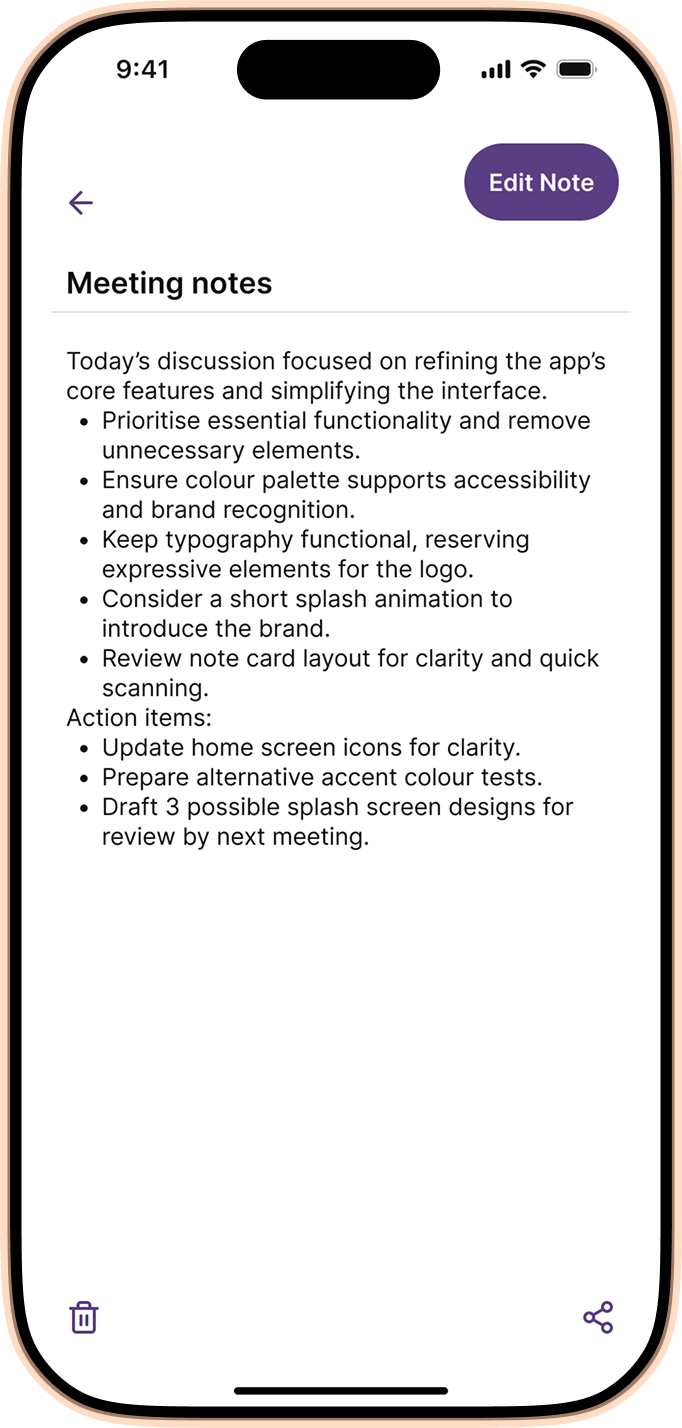 9:41
Edit Note
Meeting notes
Today’s discussion focused on refining the app’s
core features and simplifying the interface.
• Prioritise essential functionality and remove
unnecessary elements.
• Ensure colour palette supports accessibility
and brand recognition.
• Keep typography functional, reserving
expressive elements for the logo.
• Consider a short splash animation to
introduce the brand.
• Review note card layout for clarity and quick
scanning.
Action items:
• Update home screen icons for clarity.
• Prepare alternative accent colour tests.
• Draft 3 possible splash screen designs for
review by next meeting.